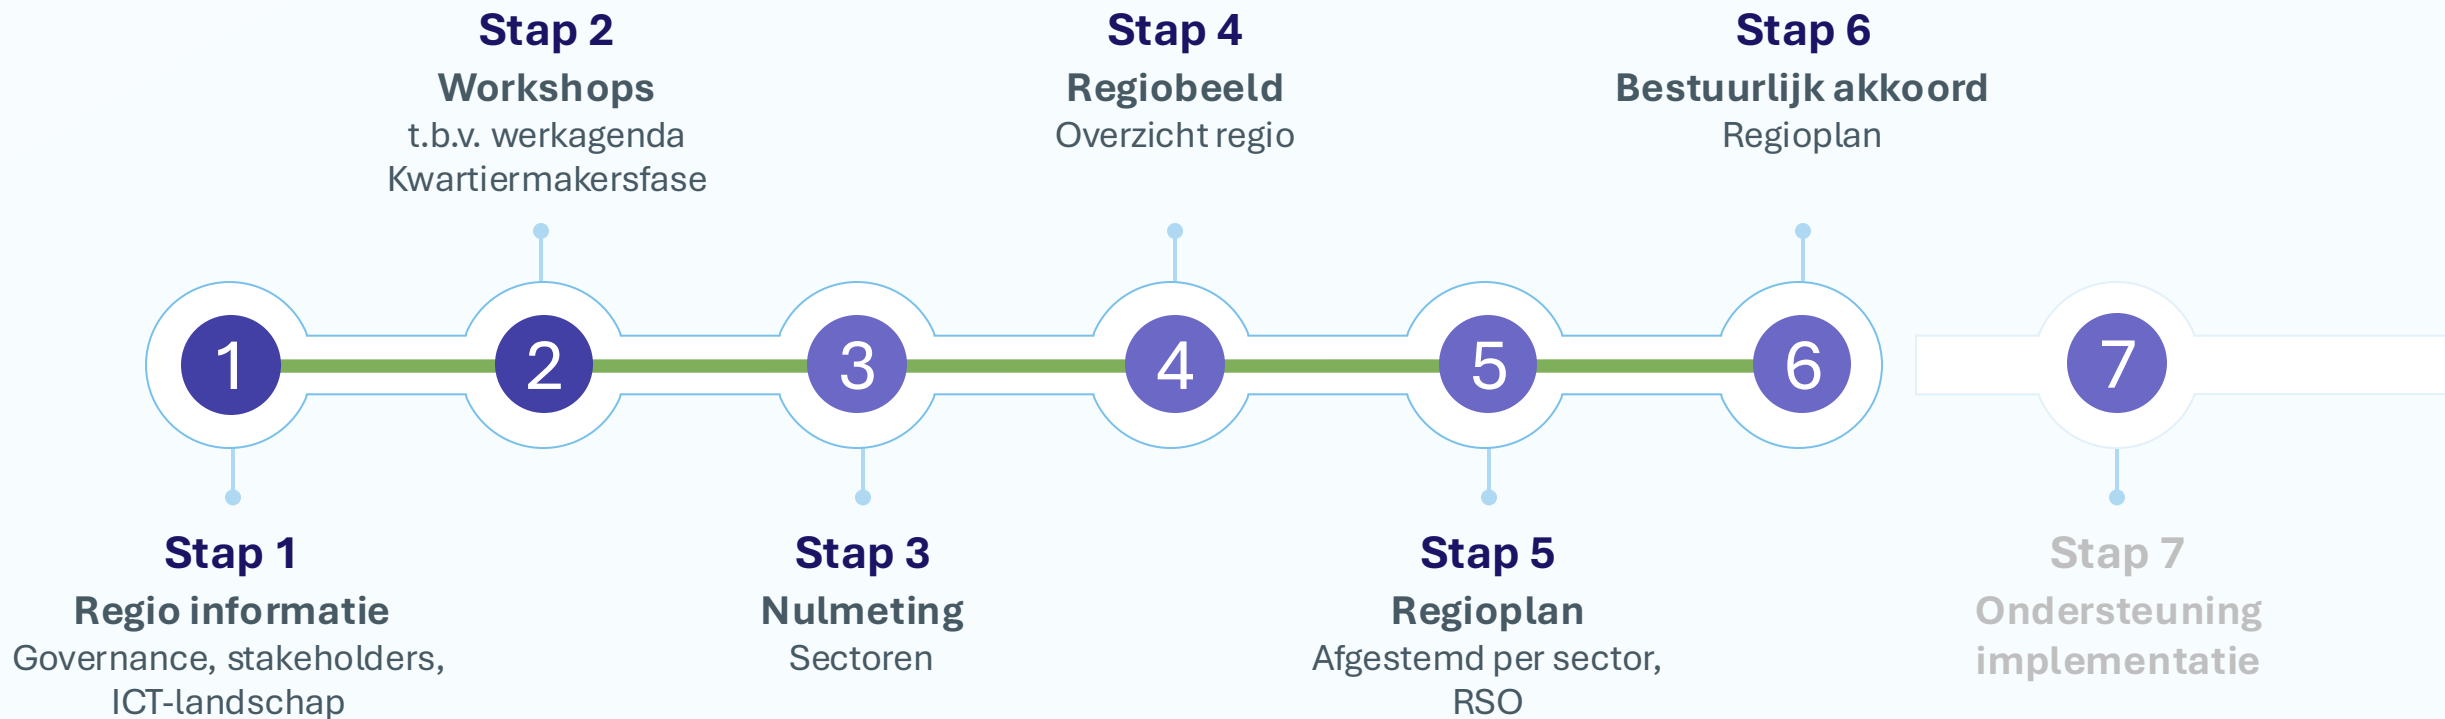 Stap 2
Workshops
t.b.v. werkagenda
Kwartiermakersfase
Stap 4
Regiobeeld
Overzicht regio
Stap 6
Bestuurlijk akkoord
Regioplan
1
2
3
4
5
6
7
Stap 1
Regio informatie
Governance, stakeholders,
ICT-landschap
Stap 3
Nulmeting
Sectoren
Stap 5
Regioplan
Afgestemd per sector,
RSO
Stap 7
Ondersteuning
implementatie